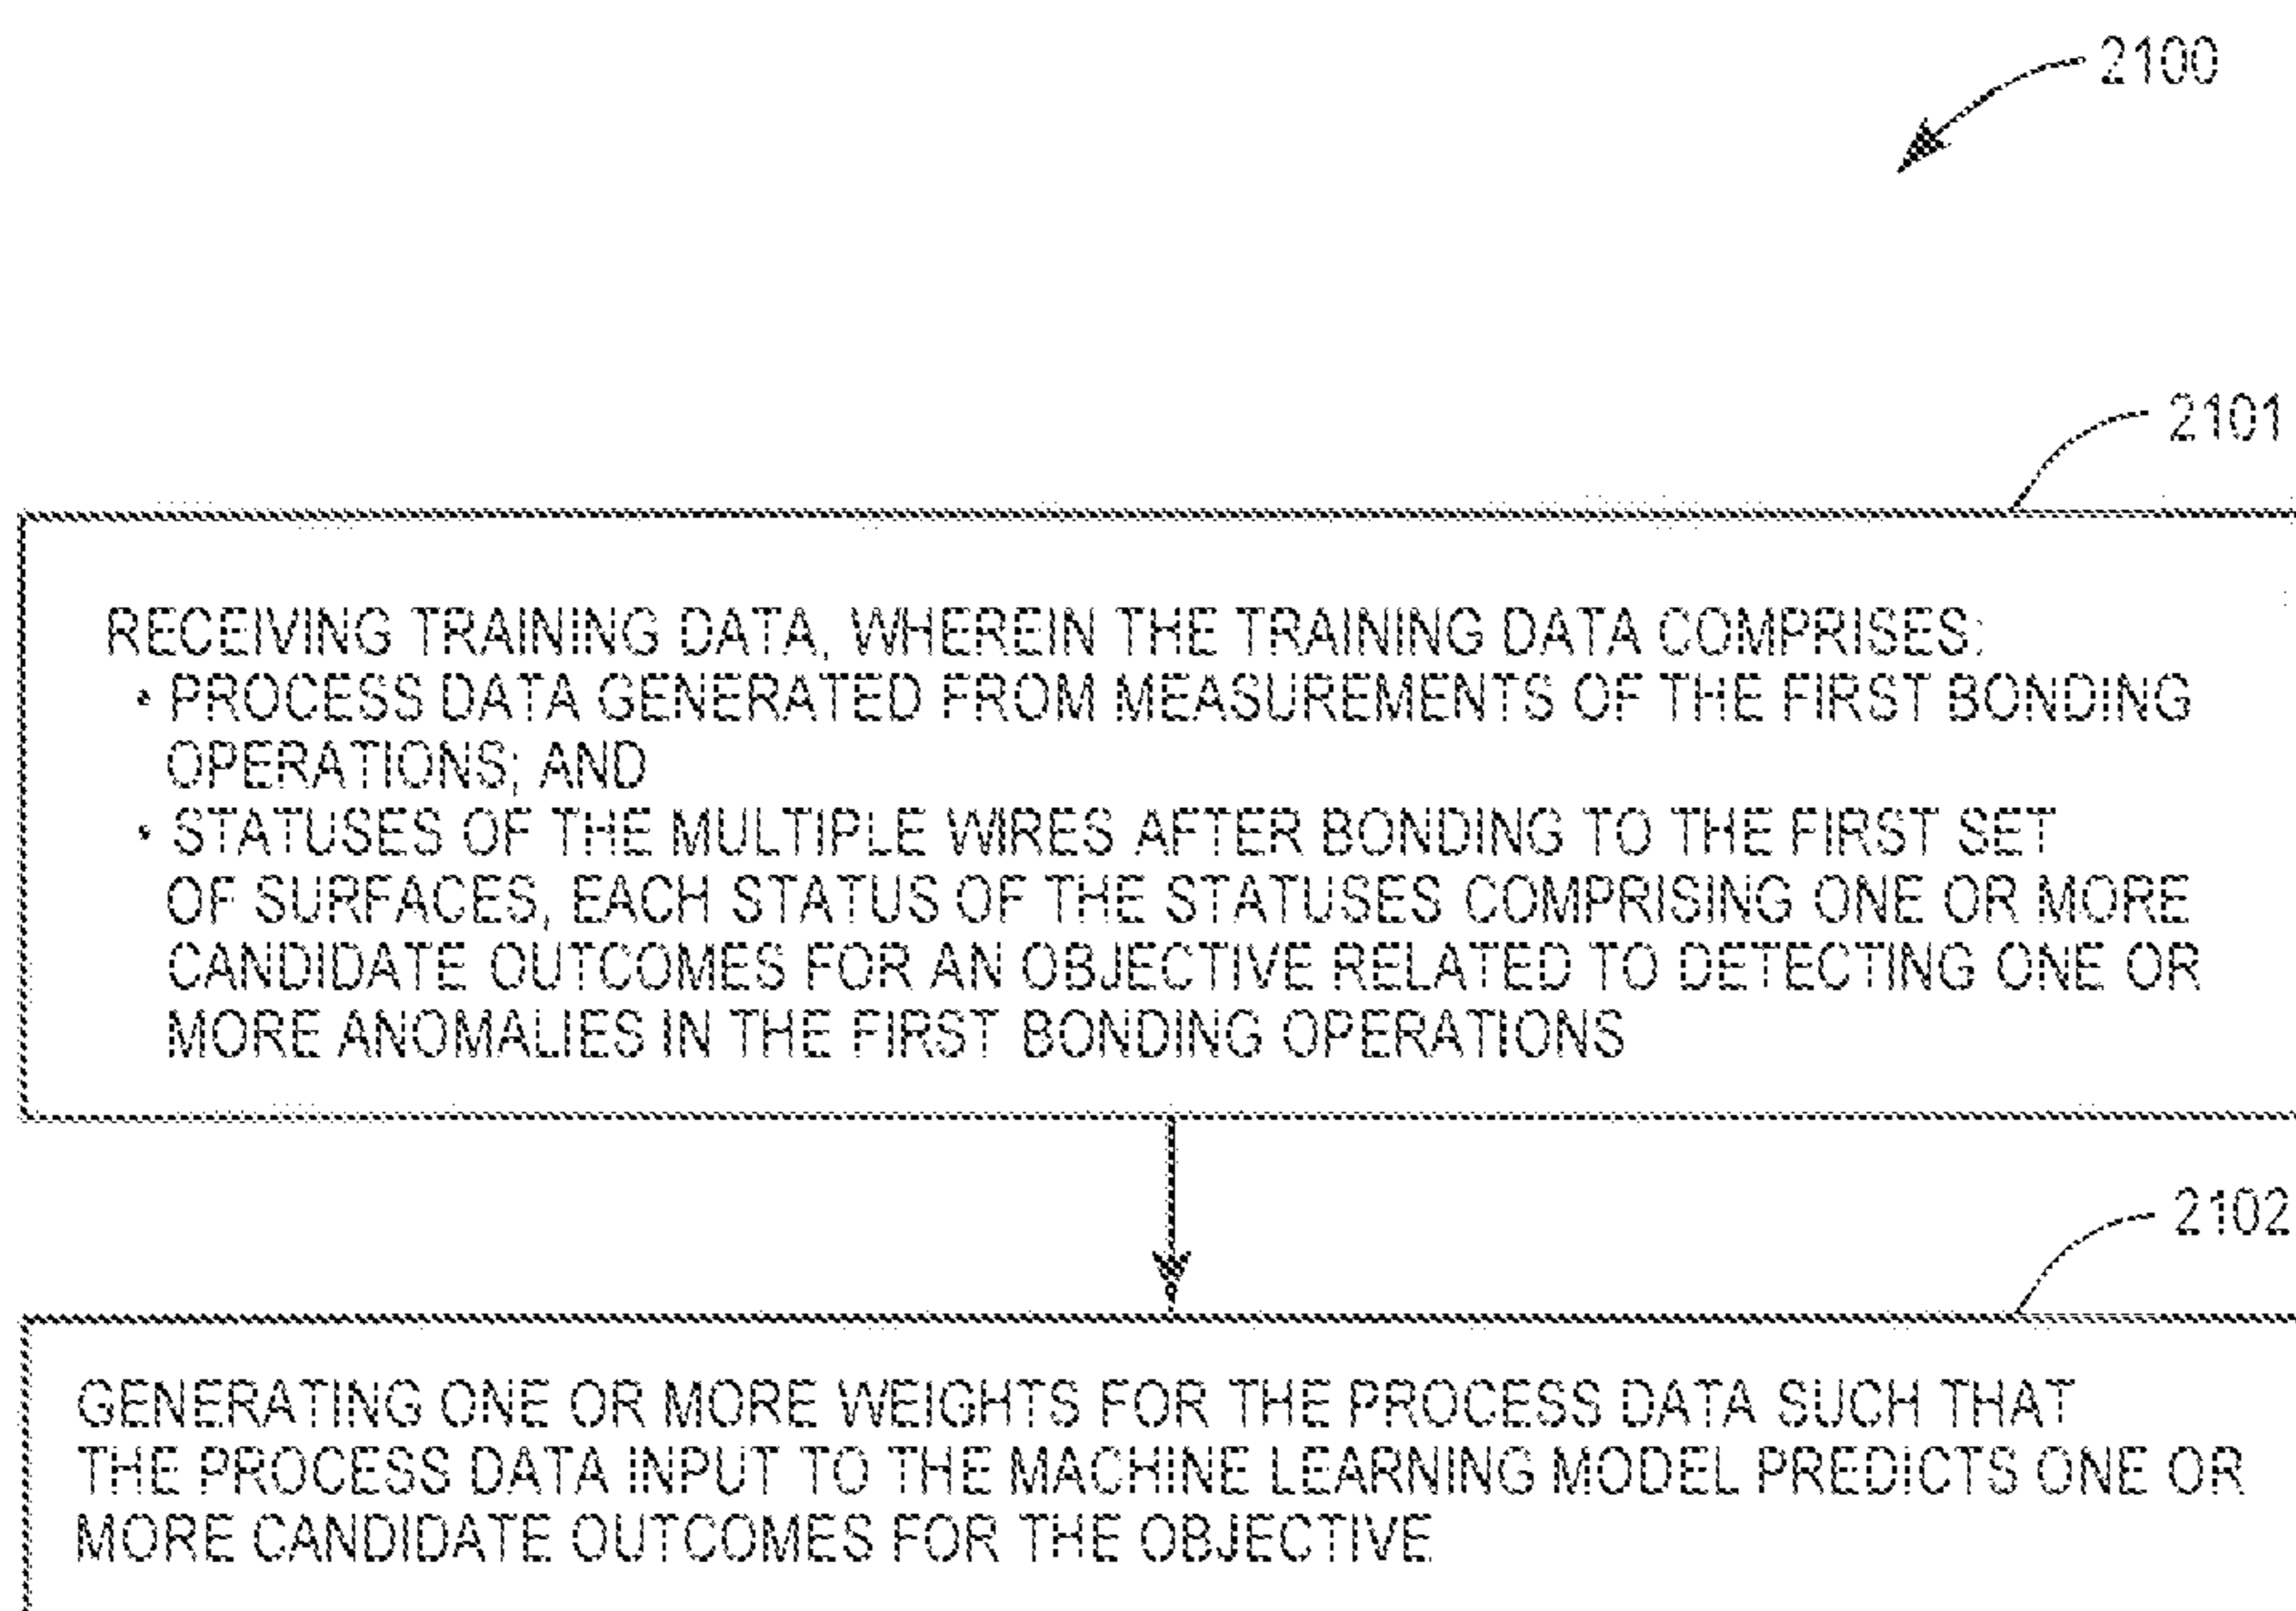 2100
2101
RECEIVING TRAINING DATA, WHEREIN THE TRAINING DATA COMPRISES:
• PROCESS DATA GENERATED FROM MEASUREMENTS OF THE FIRST BONDING
OPERATIONS; AND
• STATUSES OF THE MULTIPLE WIRES AFTER BONDING TO THE FIRST SET
OF SURFACES, EACH STATUS OF THE STATUSES COMPRISING ONE OR MORE
CANDIDATE OUTCOMES FOR AN OBJECTIVE RELATED TO DETECTING ONE OR
MORE ANOMALIES IN THE FIRST BONDING OPERATIONS
2102
GENERATING ONE OR MORE WEIGHTS FOR THE PROCESS DATA SUCH THAT
THE PROCESS DATA INPUT TO THE MACHINE LEARNING MODEL PREDICTS ONE OR
MORE CANDIDATE OUTCOMES FOR THE OBJECTIVE